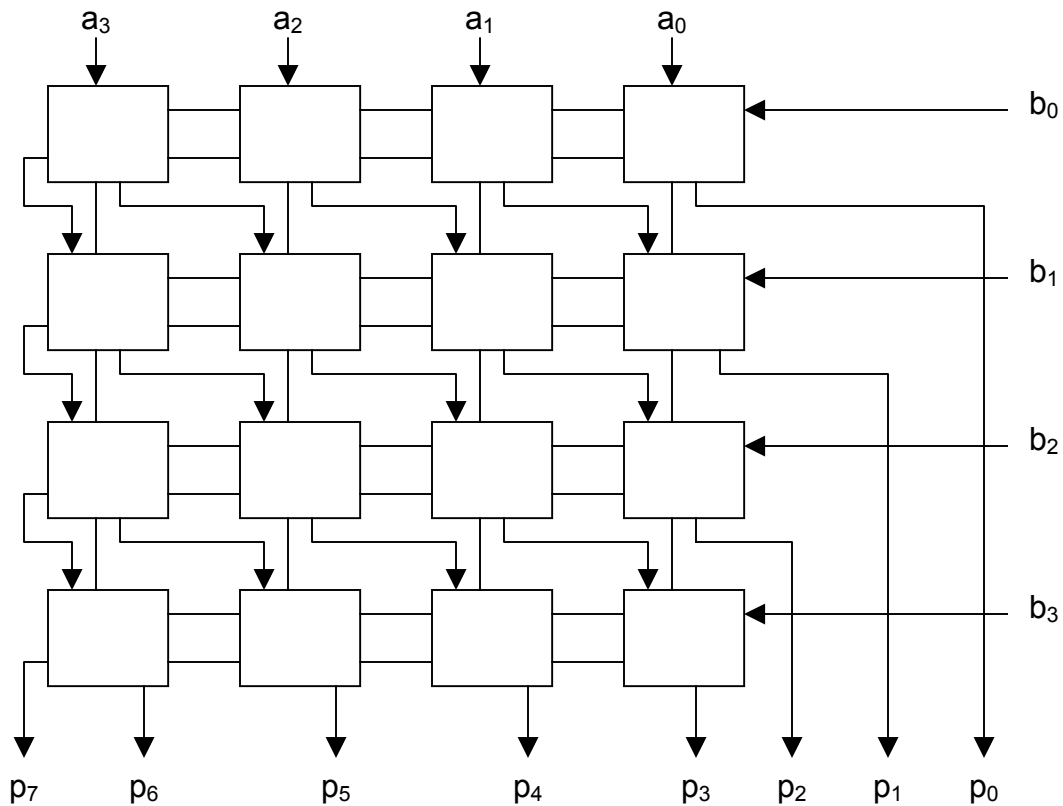 a₃ a₂ a₁ a₀
b₀
b₁
b₂
b₃
p₇ p₆ p₅ p₄ p₃ p₂ p₁ p₀